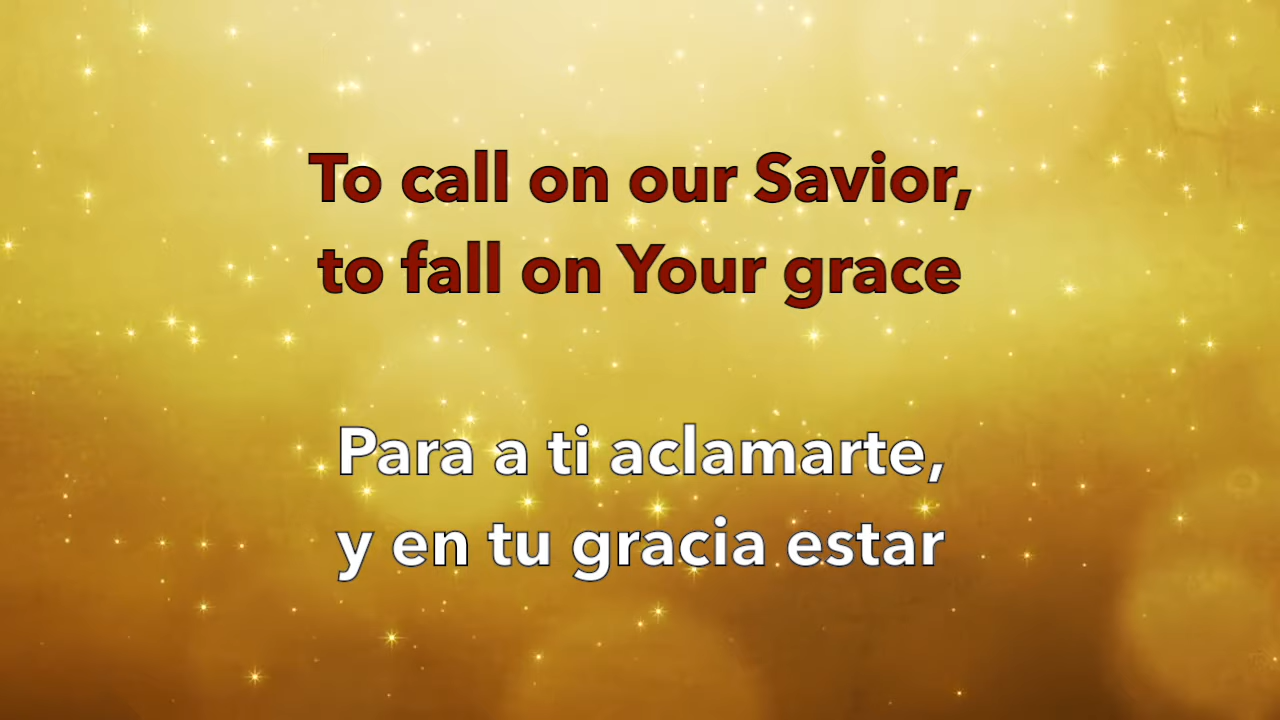 To call on our Savior,
to fall on Your grace
Para a ti aclamarte,
y en tu gracia estar